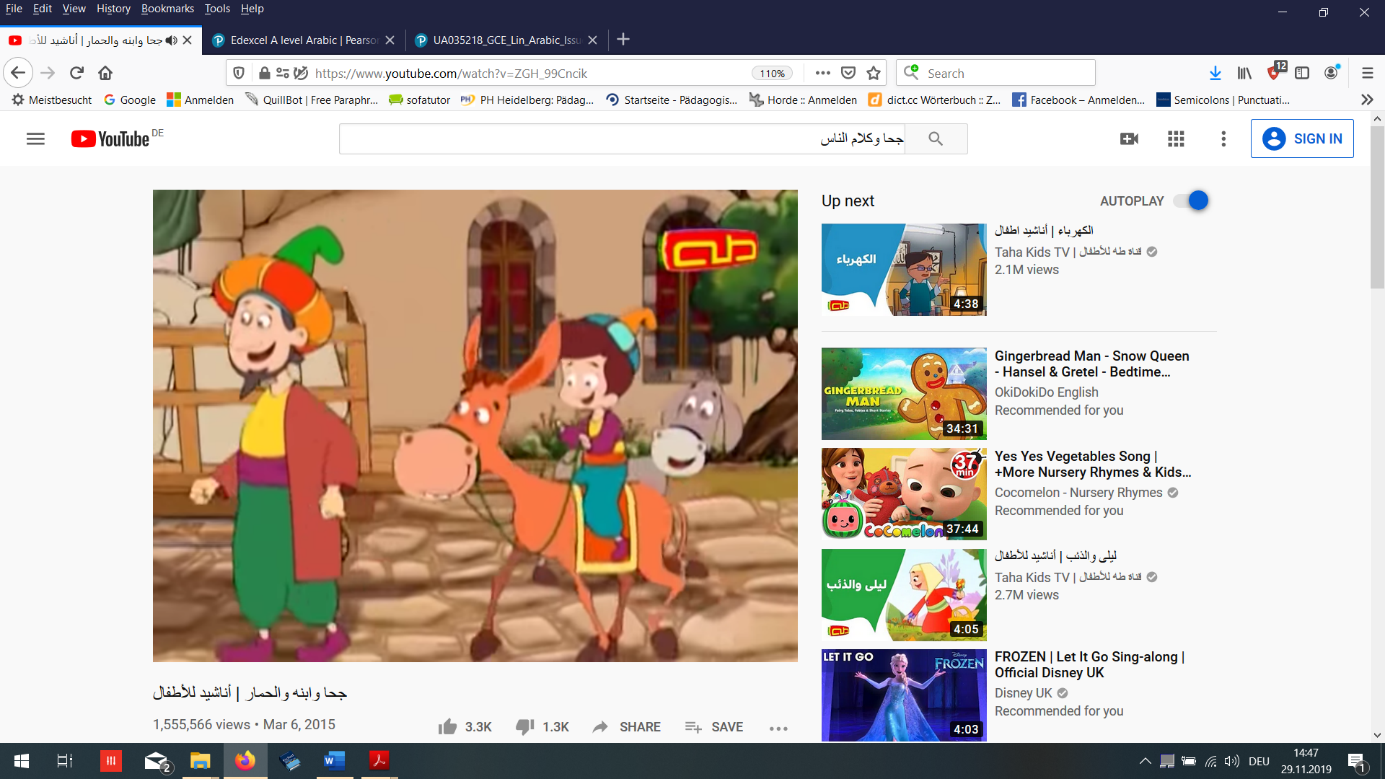 File Edit View History Bookmarks Tools Help
جحا وابنه والحمار | أناشيد للأط
Edexcel A level Arabic | Pearso
UA035218_GCE_Lin_Arabic_Issu
https://www.youtube.com/watch?v=ZGH_99Cncik
110%
Search
12
Meistbesucht Google Anmelden QuillBot | Free Paraphr... sofatutor PH Heidelberg: Pädag... Startseite - Pädagogis... Horde :: Anmelden dict.cc Wörterbuch :: Z... Facebook – Anmelden... Semicolons | Punctuati...
YouTube DE
جحا وكلام الناس
SIGN IN
طه
جحا وابنه والحمار | أناشيد للأطفال
1,555,566 views • Mar 6, 2015
3.3K 1.3K SHARE SAVE
Up next
AUTOPLAY
الكهرباء
4:38
الكهرباء | أناشيد اطفال
Taha Kids TV | قناة طه للأطفال
2.1M views
GINGERBREAD MAN
34:31
Gingerbread Man - Snow Queen
- Hansel & Gretel - Bedtime...
OkiDokiDo English
Recommended for you
37 min
CoComelon
37:44
Yes Yes Vegetables Song |
+More Nursery Rhymes & Kids...
Cocomelon - Nursery Rhymes
Recommended for you
ليلى والذئب
4:05
ليلى والذئب | أناشيد للأطفال
Taha Kids TV | قناة طه للأطفال
2.7M views
LET IT GO
Disney FROZEN
4:03
FROZEN | Let It Go Sing-along |
Official Disney UK
Disney UK
Recommended for you
2
DEU
14:47
29.11.2019
1